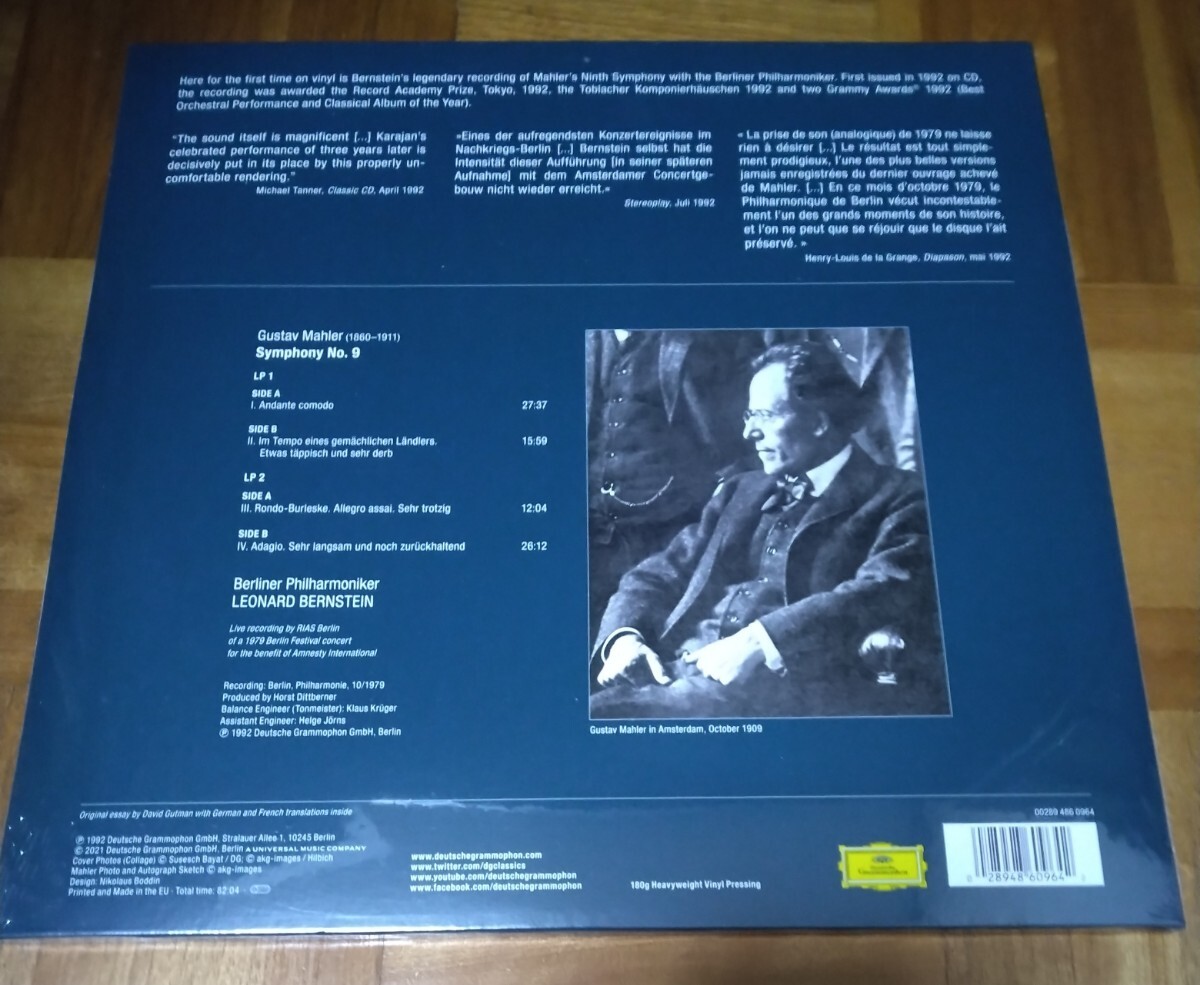 Here for the first time on vinyl is Bernstein's legendary recording of Mahler's Ninth Symphony with the Berliner Philharmoniker. First issued in 1992 on CD,
the recording was awarded the Record Academy Prize, Tokyo, 1992, the Toblacher Komponierhäuschen 1992 and two Grammy Awards® 1992 (Best
Orchestral Performance and Classical Album of the Year).
"The sound itself is magnificent [...] Karajan's
celebrated performance of three years later is
decisively put in its place by this properly un-
comfortable rendering."
Michael Tanner, Classic CD, April 1992
»Eines der aufregendsten Konzertereignisse im
Nachkriegs-Berlin [...] Bernstein selbst hat die
Intensität dieser Aufführung [in seiner späteren
Aufnahme] mit dem Amsterdamer Concertge-
bouw nicht wieder erreicht.«
Stereoplay, Juli 1992
« La prise de son (analogique) de 1979 ne laisse
rien à désirer [...] Le résultat est tout simple-
ment prodigieux, l'une des plus belles versions
jamais enregistrées du dernier ouvrage achevé
de Mahler. [...] En ce mois d'octobre 1979, le
Philharmonique de Berlin vécut incontestable-
ment l'un des grands moments de son histoire,
et l'on ne peut que se réjouir que le disque l'ait
préservé. »
Henry-Louis de la Grange, Diapason, mai 1992
Gustav Mahler (1860–1911)
Symphony No. 9
LP 1
SIDE A
I. Andante comodo 27:37
SIDE B
II. Im Tempo eines gemächlichen Ländlers. 15:59
Etwas täppisch und sehr derb
LP 2
SIDE A
III. Rondo-Burleske. Allegro assai. Sehr trotzig 12:04
SIDE B
IV. Adagio. Sehr langsam und noch zurückhaltend 26:12
Berliner Philharmoniker
LEONARD BERNSTEIN
Live recording by RIAS Berlin
of a 1979 Berlin Festival concert
for the benefit of Amnesty International
Recording: Berlin, Philharmonie, 10/1979
Produced by Horst Dittberner
Balance Engineer (Tonmeister): Klaus Krüger
Assistant Engineer: Helge Jörns
℗ 1992 Deutsche Grammophon GmbH, Berlin
Gustav Mahler in Amsterdam, October 1909
Original essay by David Gutman with German and French translations inside
00289 486 0964
℗ 1992 Deutsche Grammophon GmbH, Stralauer Allee 1, 10245 Berlin
© 2021 Deutsche Grammophon GmbH, Berlin A UNIVERSAL MUSIC COMPANY
Cover Photos (Collage) © Sueesch Bayat / DG; © akg-images / Hilbich
Mahler Photo and Autograph Sketch © akg-images
Design: Nikolaus Boddin
Printed and Made in the EU · Total time: 82:04
www.deutschegrammophon.com
www.twitter.com/dgclassics
www.youtube.com/deutschegrammophon
www.facebook.com/deutschegrammophon
180g Heavyweight Vinyl Pressing
Deutsche
Grammophon
0 28948 60964 8